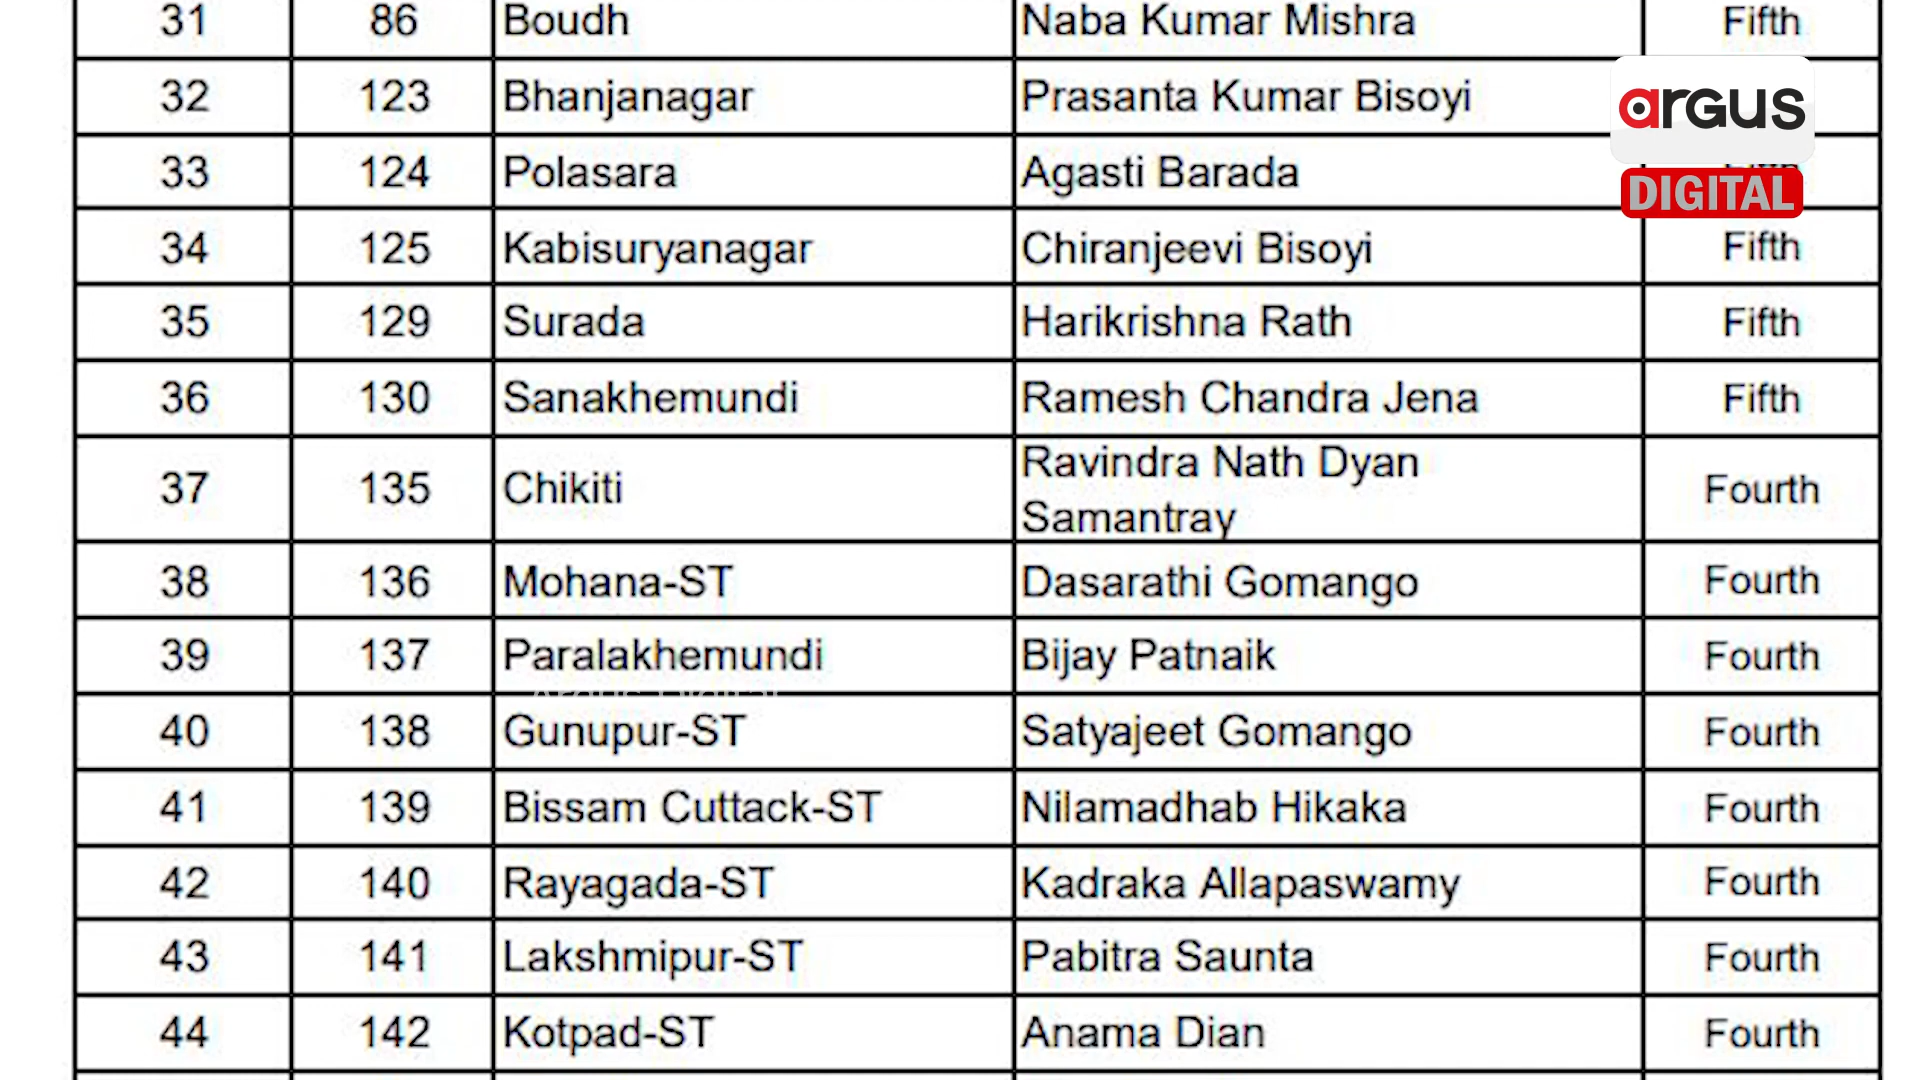 31 86 Boudh Naba Kumar Mishra Fifth
32 123 Bhanjanagar Prasanta Kumar Bisoyi
argus
33 124 Polasara Agasti Barada
DIGITAL
34 125 Kabisuryanagar Chiranjeevi Bisoyi Fifth
35 129 Surada Harikrishna Rath Fifth
36 130 Sanakhemundi Ramesh Chandra Jena Fifth
37 135 Chikiti Ravindra Nath Dyan Fourth
Samantray
38 136 Mohana-ST Dasarathi Gomango Fourth
39 137 Paralakhemundi Bijay Patnaik Fourth
40 138 Gunupur-ST Satyajeet Gomango Fourth
41 139 Bissam Cuttack-ST Nilamadhab Hikaka Fourth
42 140 Rayagada-ST Kadraka Allapaswamy Fourth
43 141 Lakshmipur-ST Pabitra Saunta Fourth
44 142 Kotpad-ST Anama Dian Fourth